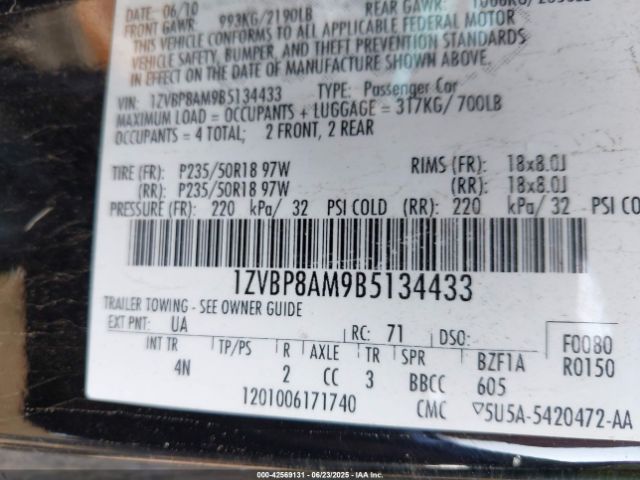 DATE: 06/10
FRONT GAWR: 993KG/2190LB REAR GAWR:
THIS VEHICLE CONFORMS TO ALL APPLICABLE FEDERAL MOTOR
VEHICLE SAFETY, BUMPER, AND THEFT PREVENTION STANDARDS
IN EFFECT ON THE DATE OF MANUFACTURE SHOWN ABOVE.
VIN: 1ZVBP8AM9B5134433 TYPE: Passenger Car
MAXIMUM LOAD = OCCUPANTS + LUGGAGE = 317KG/ 700LB
OCCUPANTS = 4 TOTAL; 2 FRONT, 2 REAR
TIRE (FR): P235/50R18 97W RIMS (FR): 18x8.0J
(RR): P235/50R18 97W (RR): 18x8.0J
PRESSURE (FR): 220 kPa/ 32 PSI COLD (RR): 220 kPa/ 32 PSI CO
1ZVBP8AM9B5134433
TRAILER TOWING - SEE OWNER GUIDE
EXT PNT: UA RC: 71 DSO: F0080
INT TR TP/PS R AXLE TR SPR BZF1A R0150
4N 2 CC 3 BBCC 605
1201006171740 CMC ▽5U5A-5420472-AA
000-42569131 - 06/23/2025 - IAAI.COM